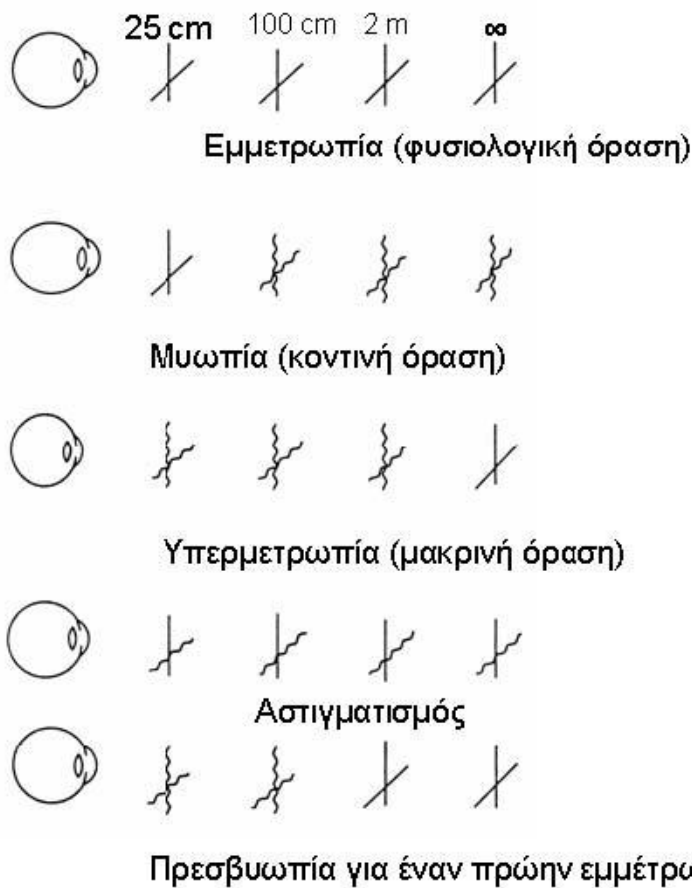 25 cm 100 cm 2 m ∞
Εμμετρωπία (φυσιολογική όραση)
Μυωπία (κοντινή όραση)
Υπερμετρωπία (μακρινή όραση)
Αστιγματισμός
Πρεσβυωπία για έναν πρώην εμμέτρω